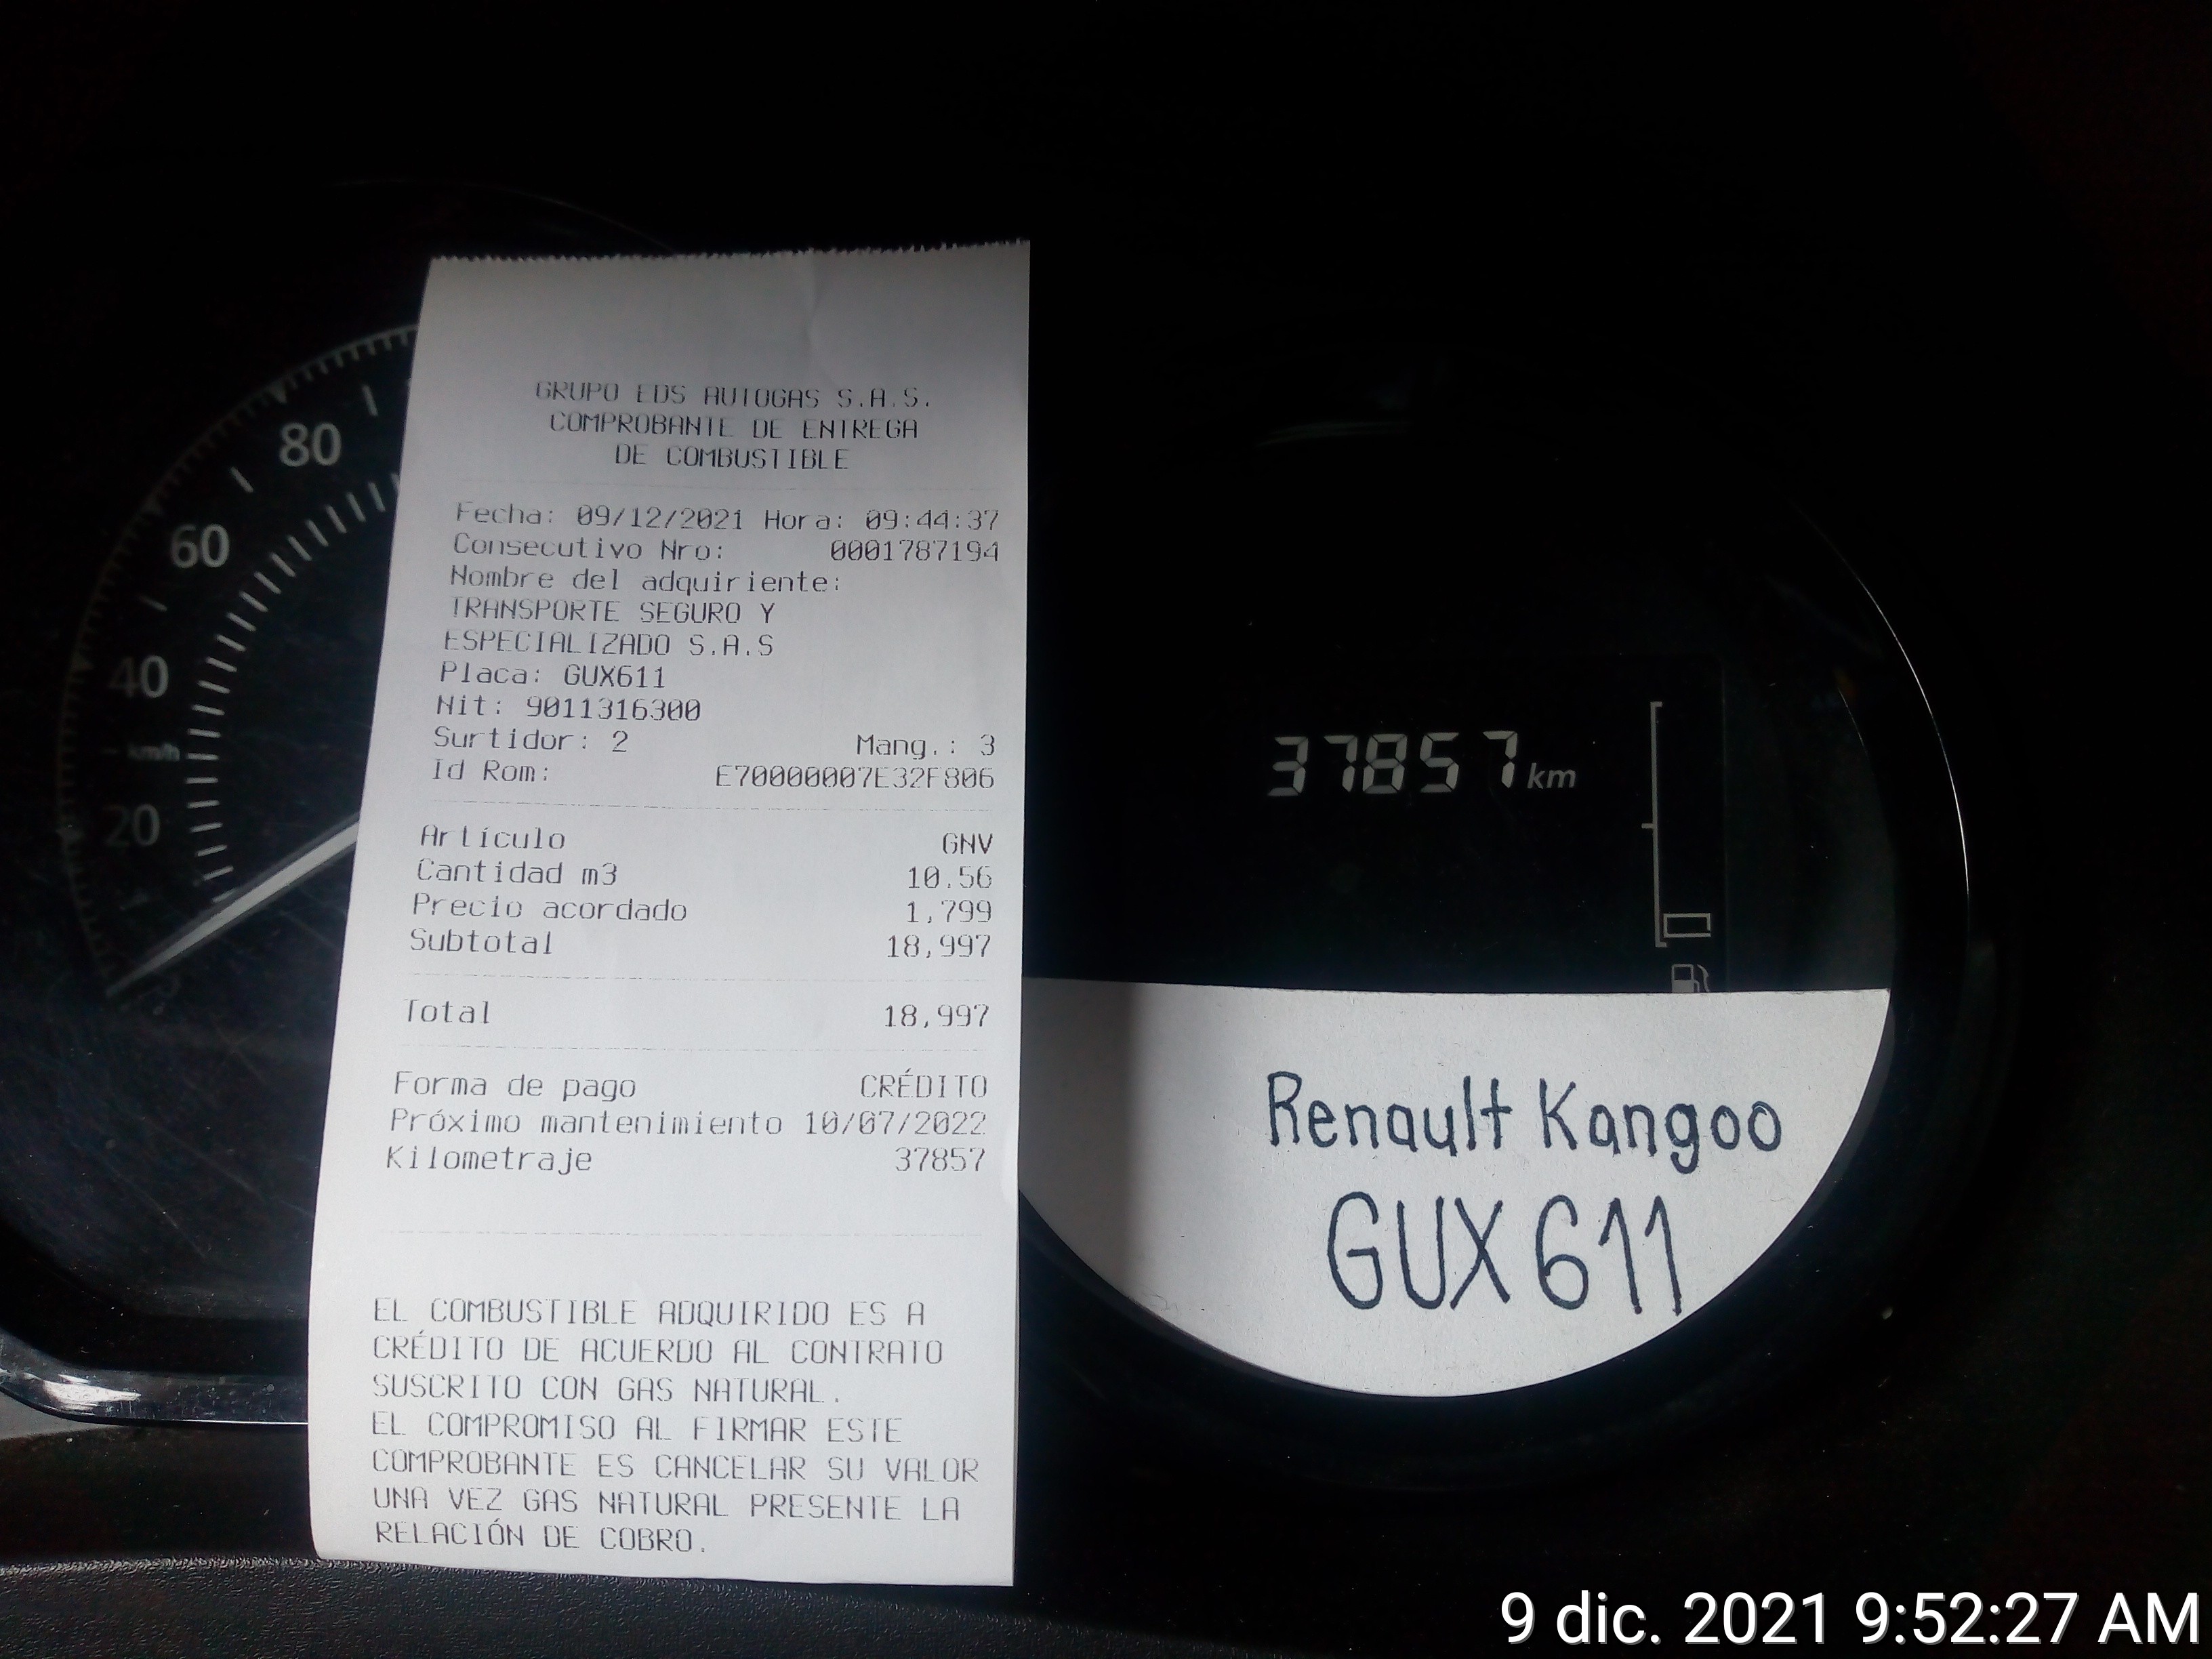 GRUPO EDS AUTOGAS S.A.S.
COMPROBANTE DE ENTREGA
DE COMBUSTIBLE
Fecha: 09/12/2021 Hora: 09:44:37
Consecutivo Nro: 0001787194
Nombre del adquiriente:
TRANSPORTE SEGURO Y
ESPECIALIZADO S.A.S
Placa: GUX611
Nit: 9011316300
Surtidor: 2 Mang.: 3
Id Rom: E70000007E32F806
Artículo GNV
Cantidad m3 10.56
Precio acordado 1,799
Subtotal 18,997
Total 18,997
Forma de pago CRÉDITO
Próximo mantenimiento 10/07/2022
Kilometraje 37857
EL COMBUSTIBLE ADQUIRIDO ES A
CRÉDITO DE ACUERDO AL CONTRATO
SUSCRITO CON GAS NATURAL.
EL COMPROMISO AL FIRMAR ESTE
COMPROBANTE ES CANCELAR SU VALOR
UNA VEZ GAS NATURAL PRESENTE LA
RELACIÓN DE COBRO.
80
60
40
km/h
20
37857 km
Renault Kangoo
GUX 611
9 dic. 2021 9:52:27 AM